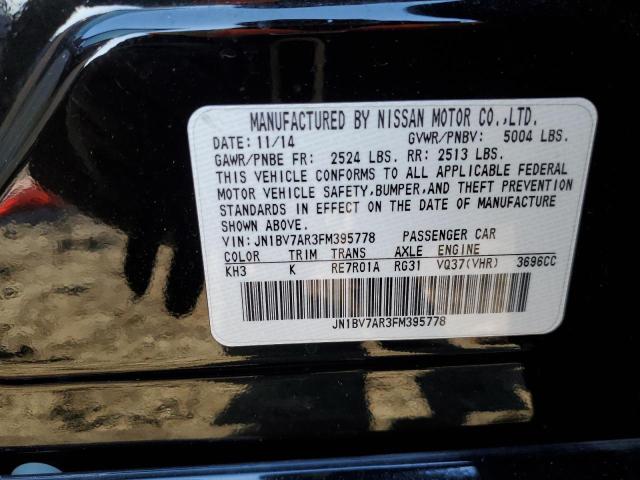 MANUFACTURED BY NISSAN MOTOR CO.,LTD.
DATE: 11/14 GVWR/PNBV: 5004 LBS.
GAWR/PNBE FR: 2524 LBS. RR: 2513 LBS.
THIS VEHICLE CONFORMS TO ALL APPLICABLE FEDERAL
MOTOR VEHICLE SAFETY,BUMPER,AND THEFT PREVENTION
STANDARDS IN EFFECT ON THE DATE OF MANUFACTURE
SHOWN ABOVE.
VIN: JN1BV7AR3FM395778 PASSENGER CAR
COLOR TRIM TRANS AXLE ENGINE
KH3 K RE7R01A RG31 VQ37(VHR) 3696CC
JN1BV7AR3FM395778